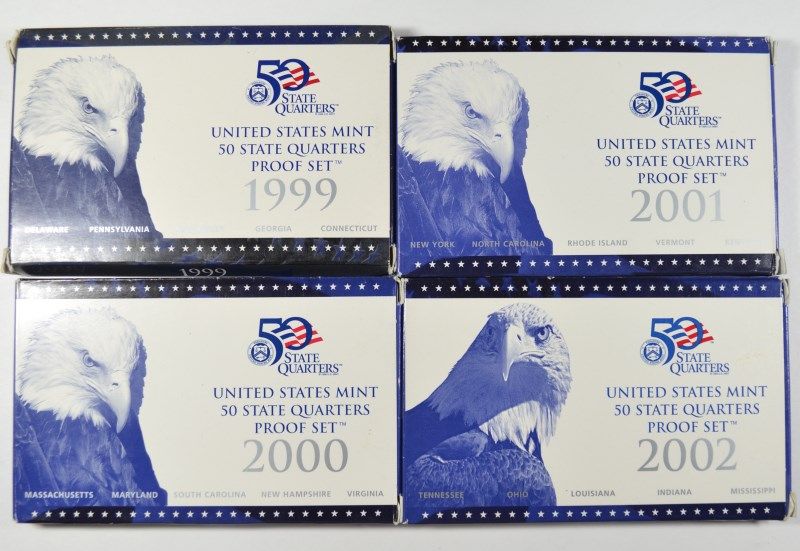 50
STATE
QUARTERS™
UNITED STATES MINT
50 STATE QUARTERS
PROOF SET™
1999
DELAWARE PENNSYLVANIA GEORGIA CONNECTICUT
1999
50
STATE
QUARTERS™
UNITED STATES MINT
50 STATE QUARTERS
PROOF SET™
2001
NEW YORK NORTH CAROLINA RHODE ISLAND VERMONT
50
STATE
QUARTERS™
UNITED STATES MINT
50 STATE QUARTERS
PROOF SET™
2000
MASSACHUSETTS MARYLAND SOUTH CAROLINA NEW HAMPSHIRE VIRGINIA
50
STATE
QUARTERS
UNITED STATES MINT
50 STATE QUARTERS
PROOF SET™
2002
TENNESSEE OHIO LOUISIANA INDIANA MISSISSIPPI